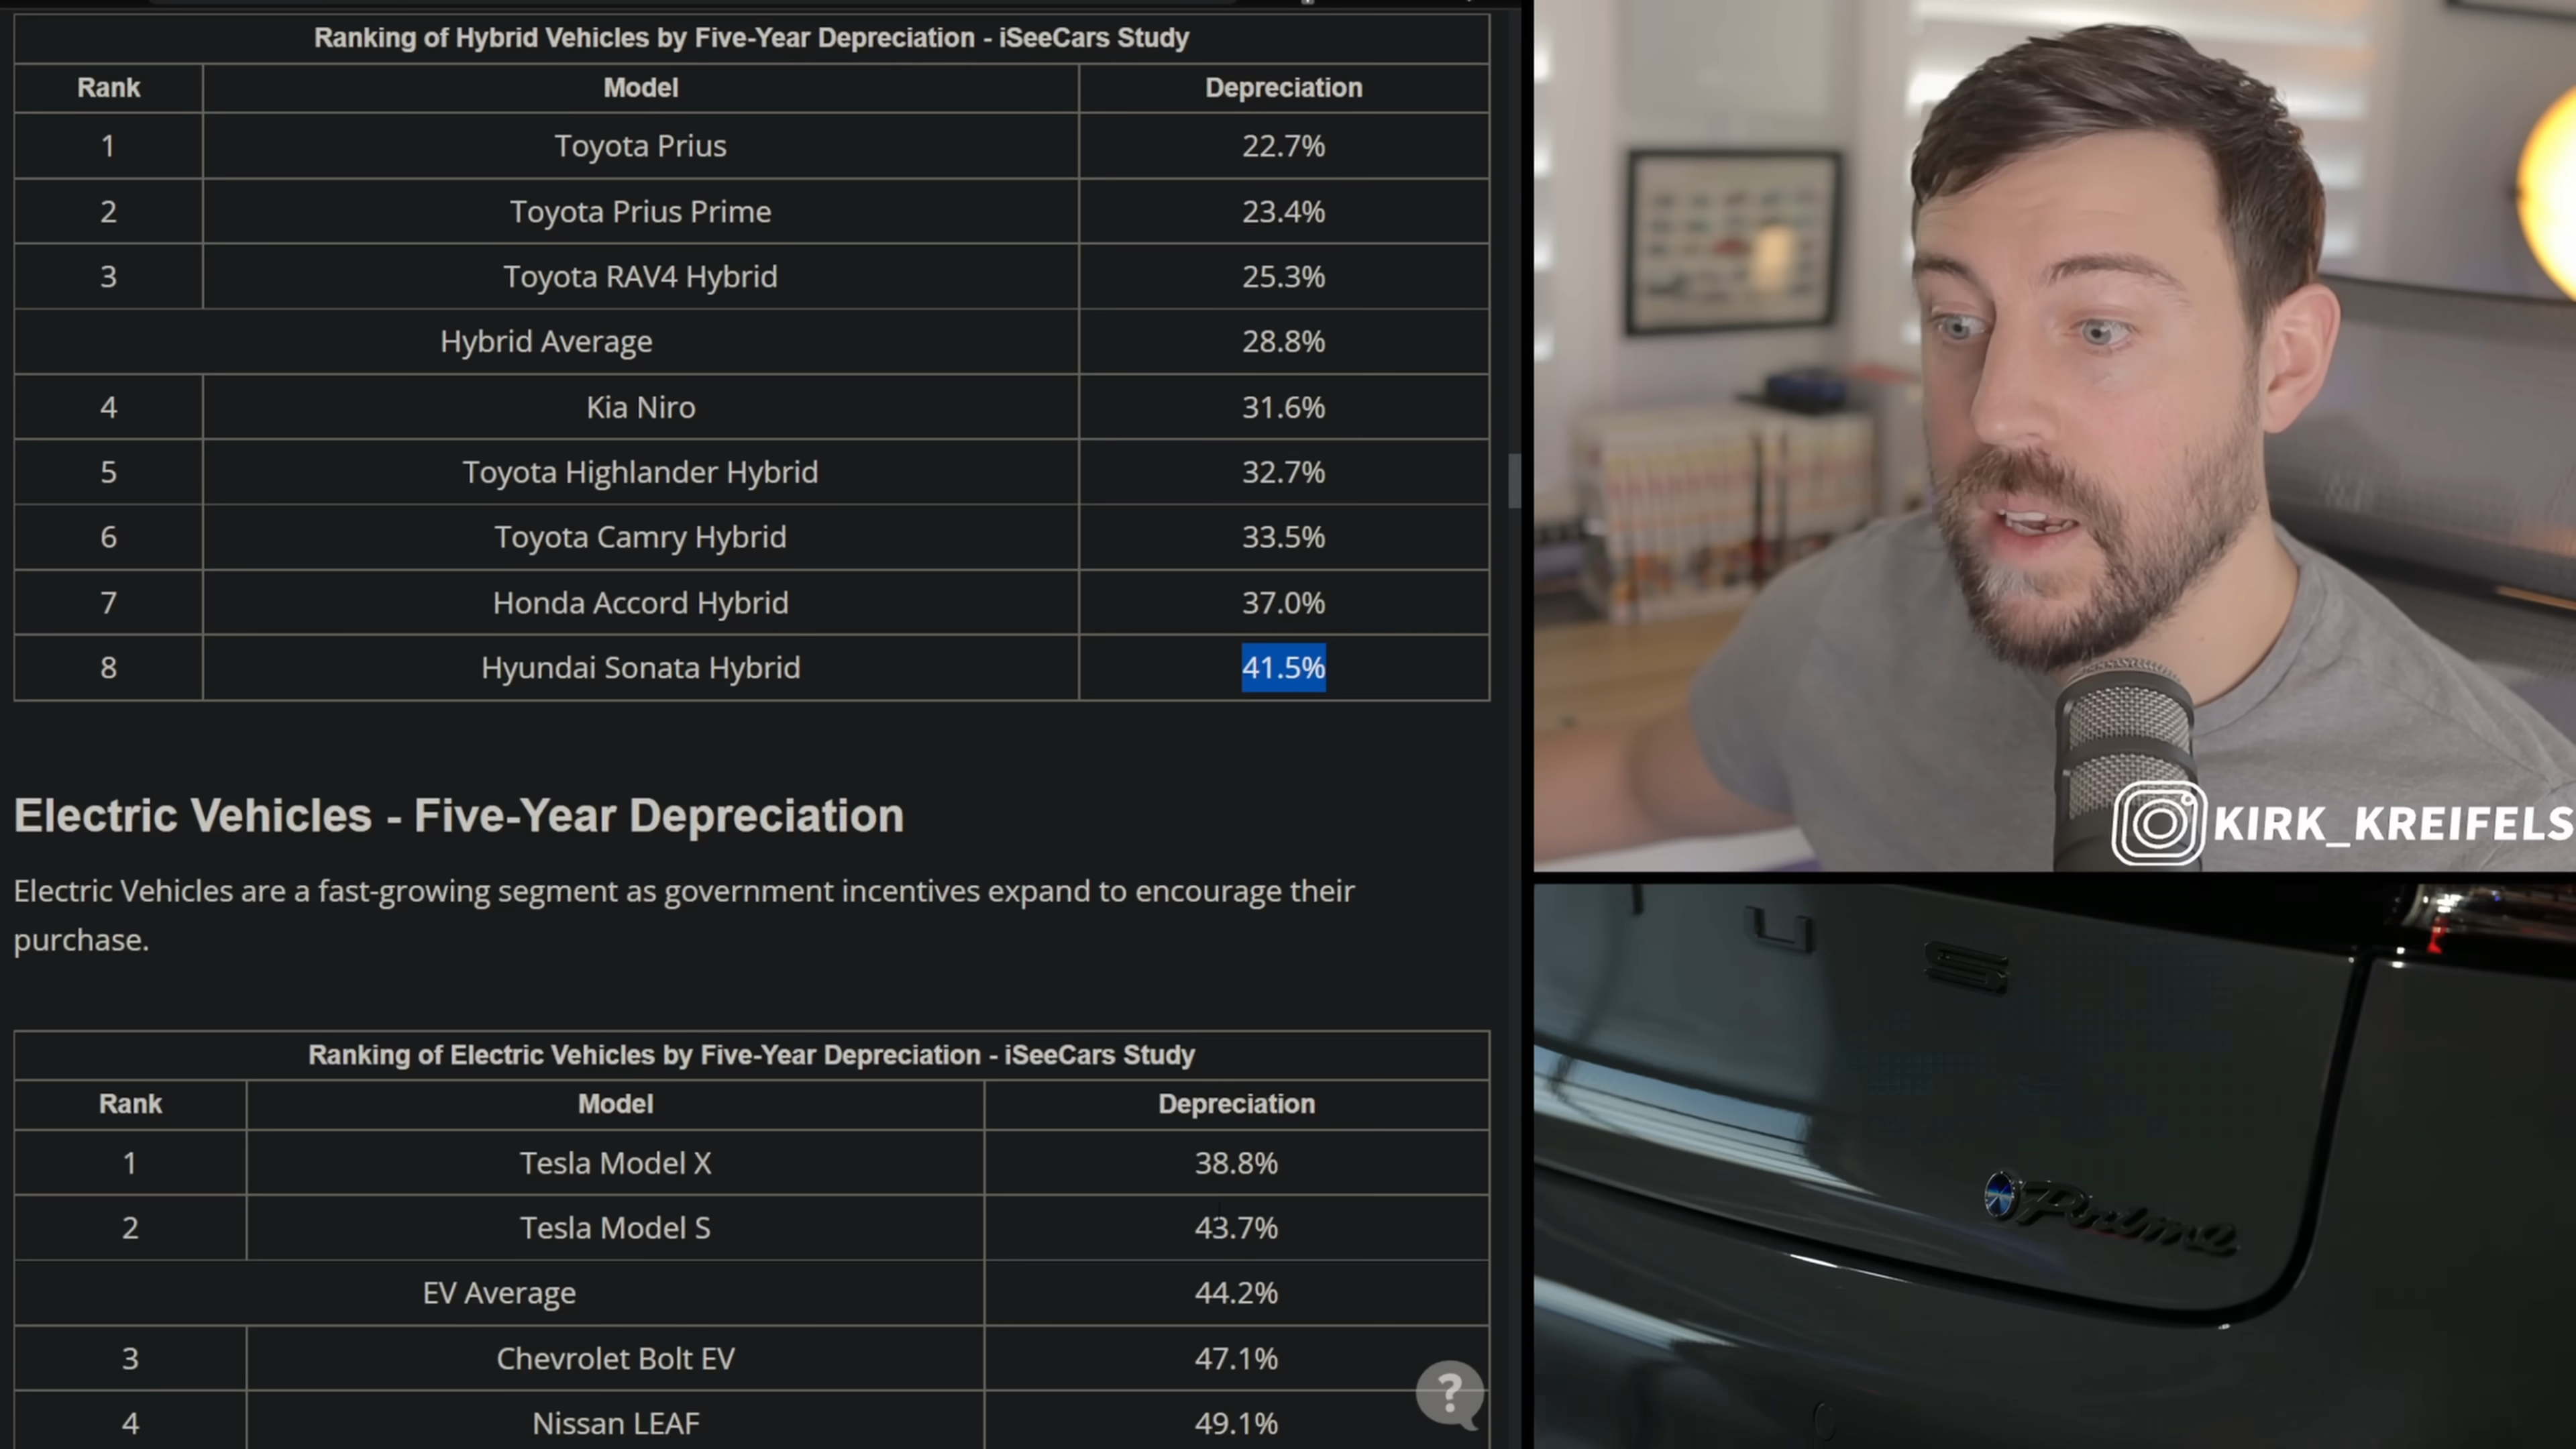 Ranking of Hybrid Vehicles by Five-Year Depreciation - iSeeCars Study
Rank Model Depreciation
1 Toyota Prius 22.7%
2 Toyota Prius Prime 23.4%
3 Toyota RAV4 Hybrid 25.3%
Hybrid Average 28.8%
4 Kia Niro 31.6%
5 Toyota Highlander Hybrid 32.7%
6 Toyota Camry Hybrid 33.5%
7 Honda Accord Hybrid 37.0%
8 Hyundai Sonata Hybrid 41.5%
Electric Vehicles - Five-Year Depreciation
Electric Vehicles are a fast-growing segment as government incentives expand to encourage their
purchase.
Ranking of Electric Vehicles by Five-Year Depreciation - iSeeCars Study
Rank Model Depreciation
1 Tesla Model X 38.8%
2 Tesla Model S 43.7%
EV Average 44.2%
3 Chevrolet Bolt EV 47.1%
4 Nissan LEAF 49.1%
?
KIRK_KREIFELS
U S
Prime